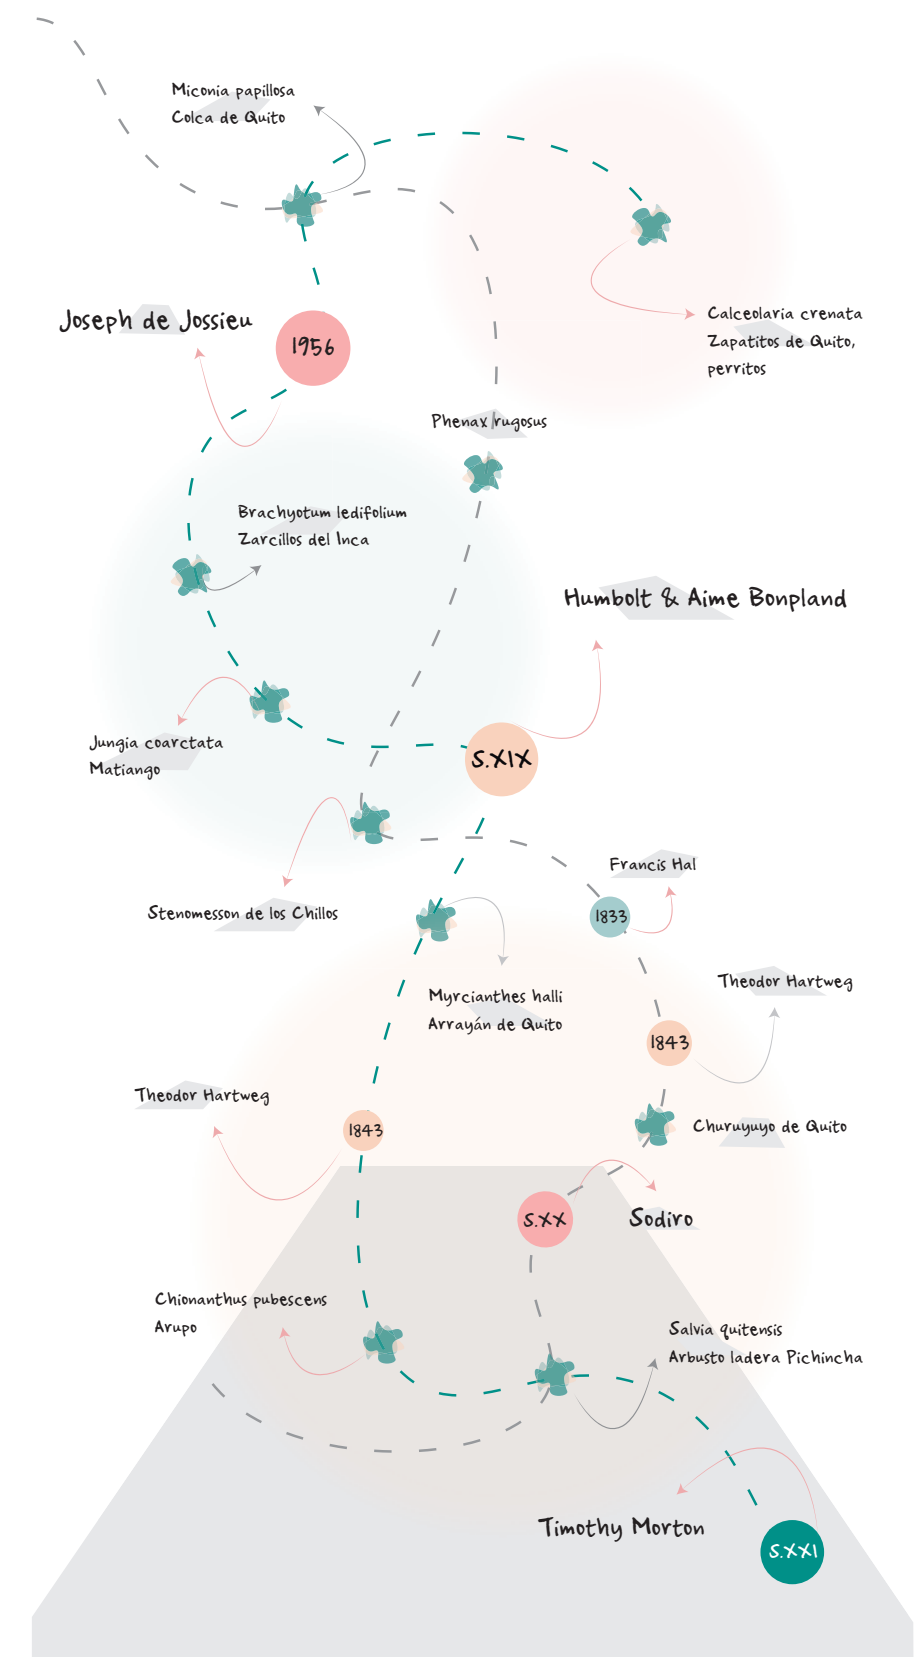 Miconia papillosa
Colca de Quito
Calceolaria crenata
Zapatitos de Quito,
perritos
Joseph de Jossieu
1956
Phenax rugosus
Brachyotum ledifolium
Zarcillos del Inca
Humbolt & Aime Bonpland
Jungia coarctata
Matiango
S.XIX
Francis Hal
Stenomesson de los Chillos
1833
Myrcianthes halli
Arrayán de Quito
Theodor Hartweg
1843
Theodor Hartweg
1843
Churuyuyo de Quito
S.XX
Sodiro
Chionanthus pubescens
Arupo
Salvia quitensis
Arbusto ladera Pichincha
Timothy Morton
S.XXI